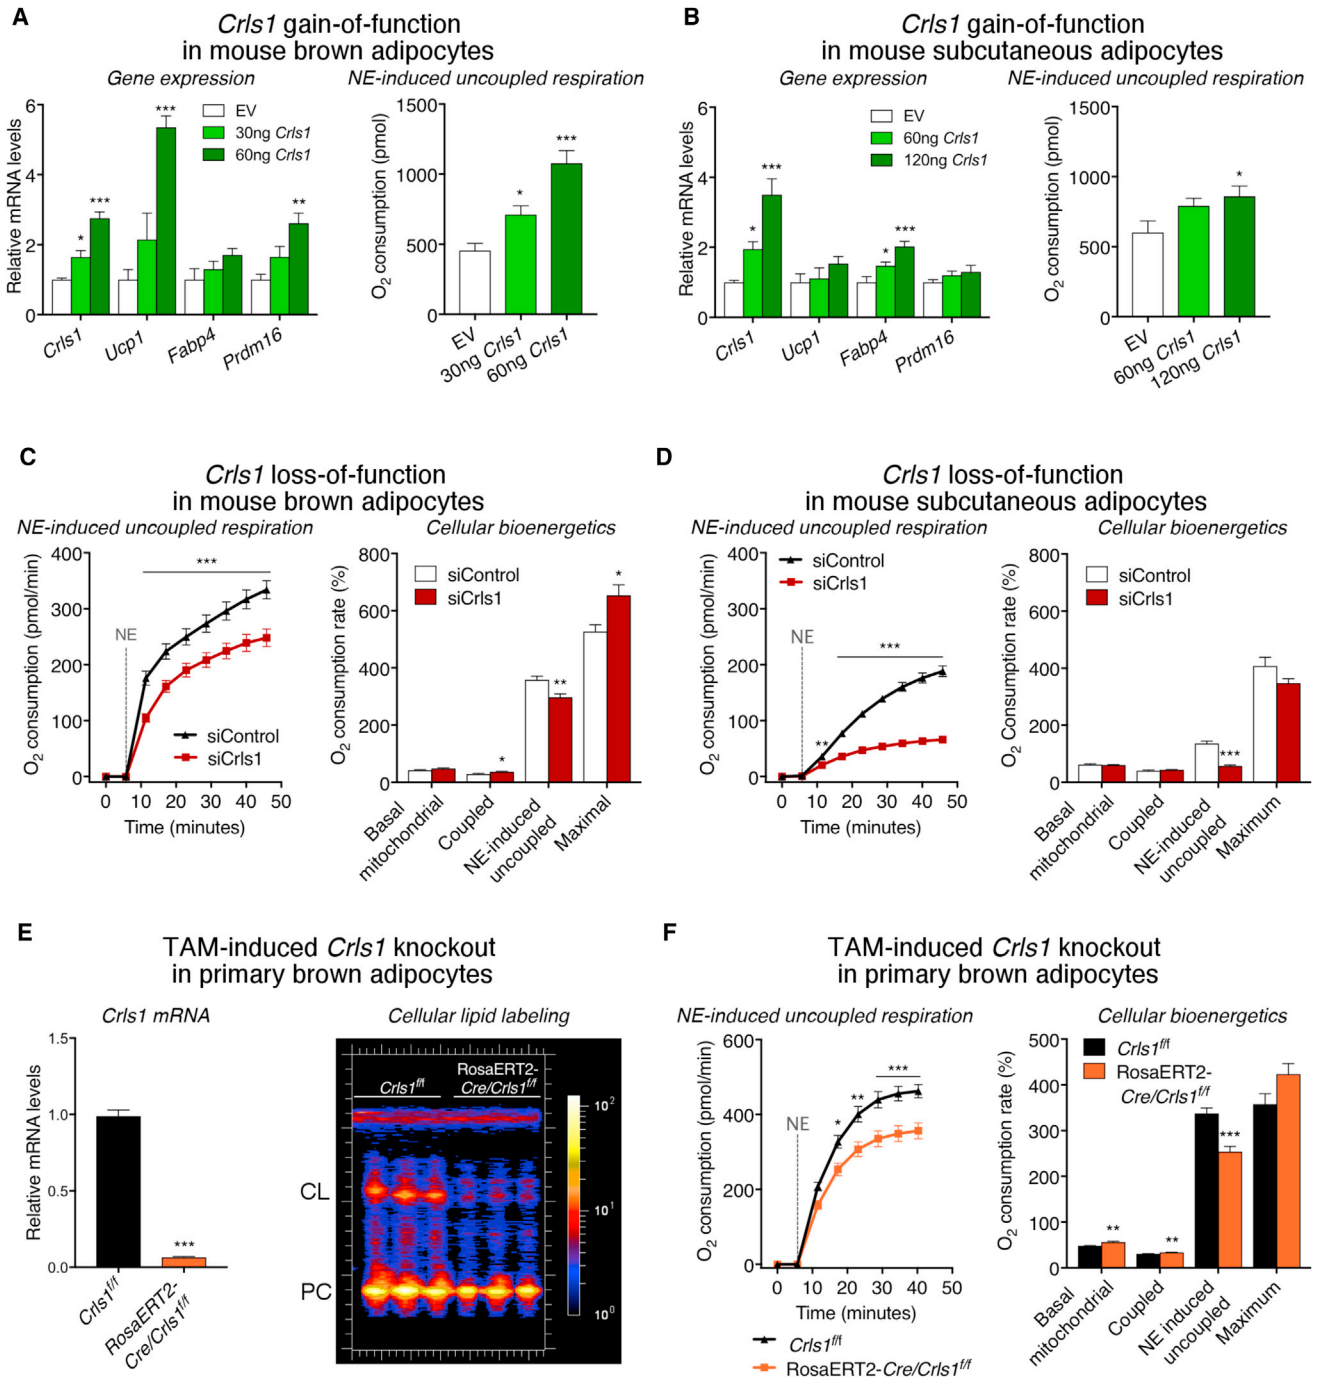 A
Crls1 gain-of-function
in mouse brown adipocytes
Gene expression
NE-induced uncoupled respiration
Relative mRNA levels
6
4
2
0
***
EV
30ng Crls1
60ng Crls1
*
***
**
Crls1
Ucp1
Fabp4
Prdm16
O2 consumption (pmol)
1500
1000
500
0
*
***
EV
30ng Crls1
60ng Crls1
B
Crls1 gain-of-function
in mouse subcutaneous adipocytes
Gene expression
NE-induced uncoupled respiration
Relative mRNA levels
6
4
2
0
EV
60ng Crls1
120ng Crls1
*
***
*
***
Crls1
Ucp1
Fabp4
Prdm16
O2 consumption (pmol)
1500
1000
500
0
*
EV
60ng Crls1
120ng Crls1
C
Crls1 loss-of-function
in mouse brown adipocytes
NE-induced uncoupled respiration
Cellular bioenergetics
O2 consumption (pmol/min)
400
300
200
100
0
***
NE
siControl
siCrls1
0 10 20 30 40 50
Time (minutes)
O2 consumption rate (%)
800
600
400
200
0
siControl
siCrls1
*
**
*
Basal
mitochondrial
Coupled
NE-induced
uncoupled
Maximal
D
Crls1 loss-of-function
in mouse subcutaneous adipocytes
NE-induced uncoupled respiration
Cellular bioenergetics
O2 consumption (pmol/min)
400
300
200
100
0
siControl
siCrls1
NE
**
***
0 10 20 30 40 50
Time (minutes)
O2 Consumption rate (%)
800
600
400
200
0
siControl
siCrls1
***
Basal
mitochondrial
Coupled
NE-induced
uncoupled
Maximum
E
TAM-induced Crls1 knockout
in primary brown adipocytes
Crls1 mRNA
Cellular lipid labeling
Relative mRNA levels
1.5
1.0
0.5
0.0
***
Crls1f/f
RosaERT2-
Cre/Crls1f/f
Crls1f/f
RosaERT2-
Cre/Crls1f/f
CL
PC
10^2
10^1
10^0
F
TAM-induced Crls1 knockout
in primary brown adipocytes
NE-induced uncoupled respiration
Cellular bioenergetics
O2 consumption (pmol/min)
600
400
200
0
NE
*
**
***
0 10 20 30 40 50
Time (minutes)
Crls1f/f
RosaERT2-Cre/Crls1f/f
O2 consumption rate (%)
500
400
300
200
100
0
Crls1f/f
RosaERT2-
Cre/Crls1f/f
**
**
***
Basal
mitochondrial
Coupled
NE induced
uncoupled
Maximum